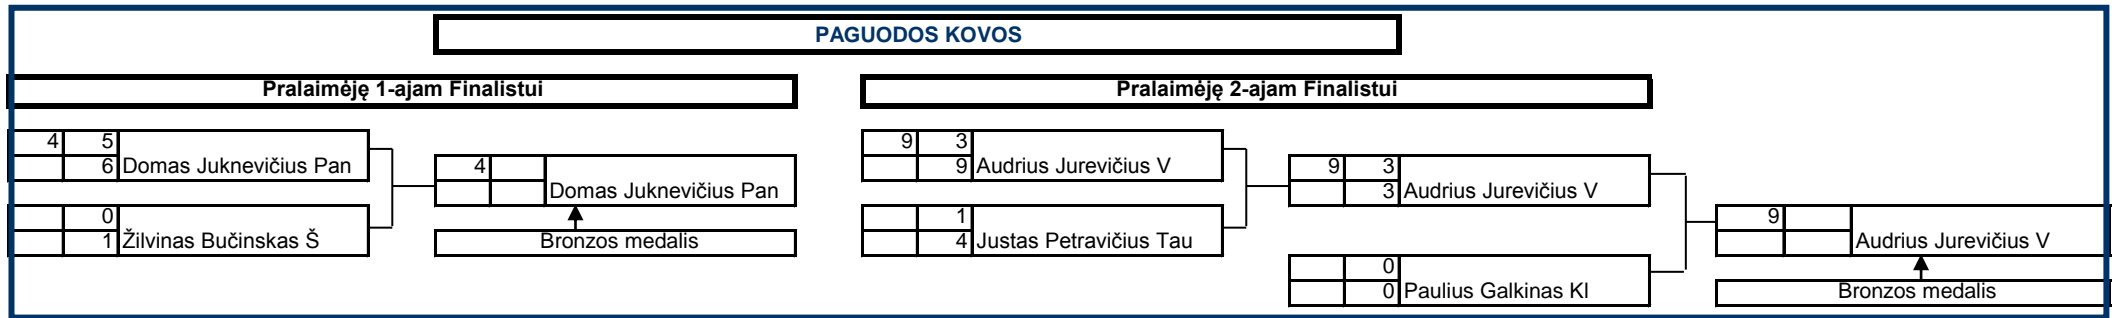 PAGUODOS KOVOS
Pralaimėję 1-ajam Finalistui
Pralaimėję 2-ajam Finalistui
4 5
6 Domas Juknevičius Pan
0
1 Žilvinas Bučinskas Š
4
Domas Juknevičius Pan
Bronzos medalis
9 3
9 Audrius Jurevičius V
1
4 Justas Petravičius Tau
9 3
3 Audrius Jurevičius V
0
0 Paulius Galkinas Kl
9
Audrius Jurevičius V
Bronzos medalis